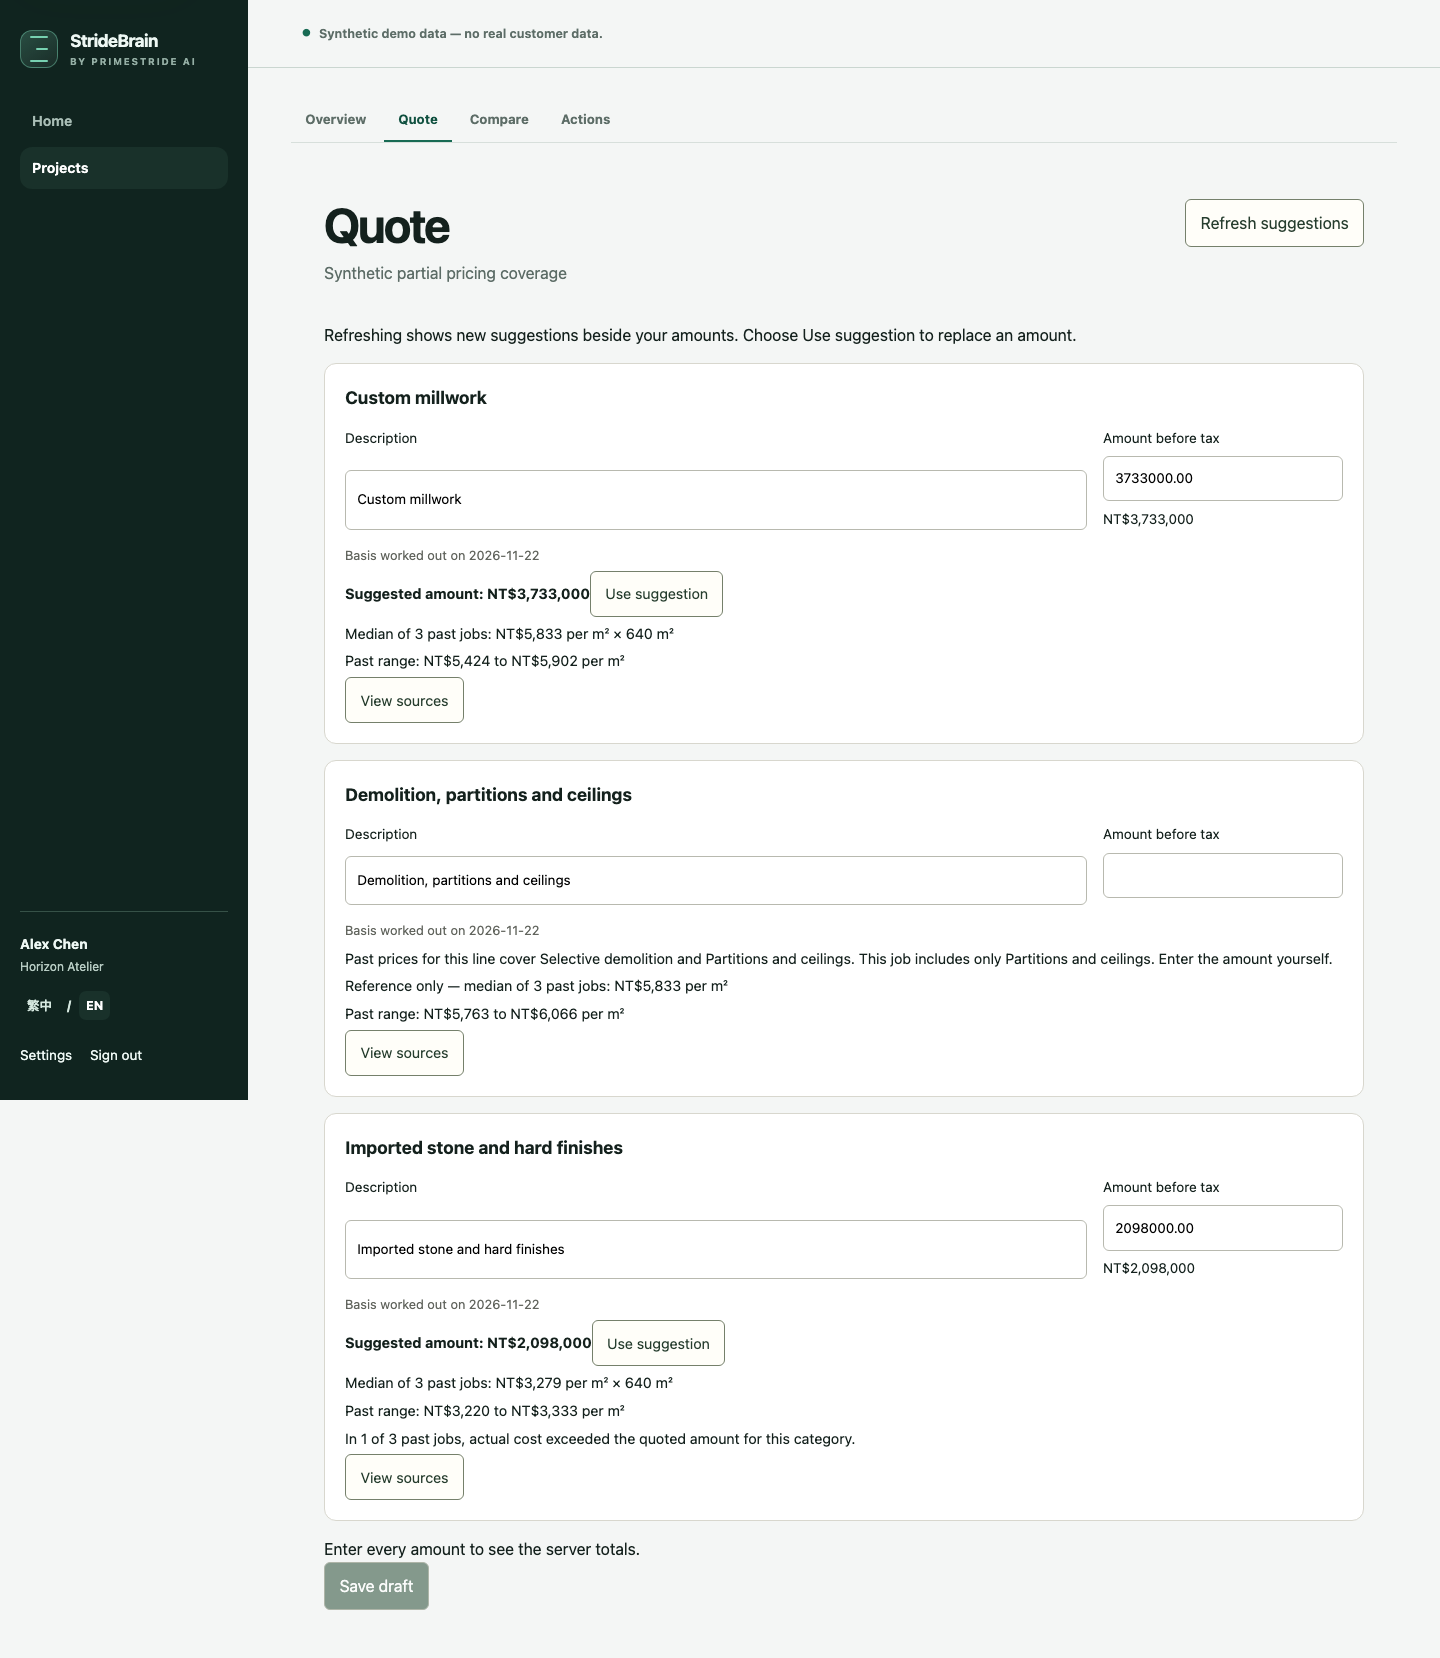 StrideBrain
BY PRIMESTRIDE AI
Home
Projects
Alex Chen
Horizon Atelier
繁中 / EN
Settings Sign out
Synthetic demo data — no real customer data.
Overview Quote Compare Actions
Quote
Refresh suggestions
Synthetic partial pricing coverage
Refreshing shows new suggestions beside your amounts. Choose Use suggestion to replace an amount.
Custom millwork
Description
Amount before tax
Custom millwork
3733000.00
NT$3,733,000
Basis worked out on 2026-11-22
Suggested amount: NT$3,733,000 Use suggestion
Median of 3 past jobs: NT$5,833 per m² × 640 m²
Past range: NT$5,424 to NT$5,902 per m²
View sources
Demolition, partitions and ceilings
Description
Amount before tax
Demolition, partitions and ceilings
Basis worked out on 2026-11-22
Past prices for this line cover Selective demolition and Partitions and ceilings. This job includes only Partitions and ceilings. Enter the amount yourself.
Reference only — median of 3 past jobs: NT$5,833 per m²
Past range: NT$5,763 to NT$6,066 per m²
View sources
Imported stone and hard finishes
Description
Amount before tax
Imported stone and hard finishes
2098000.00
NT$2,098,000
Basis worked out on 2026-11-22
Suggested amount: NT$2,098,000 Use suggestion
Median of 3 past jobs: NT$3,279 per m² × 640 m²
Past range: NT$3,220 to NT$3,333 per m²
In 1 of 3 past jobs, actual cost exceeded the quoted amount for this category.
View sources
Enter every amount to see the server totals.
Save draft